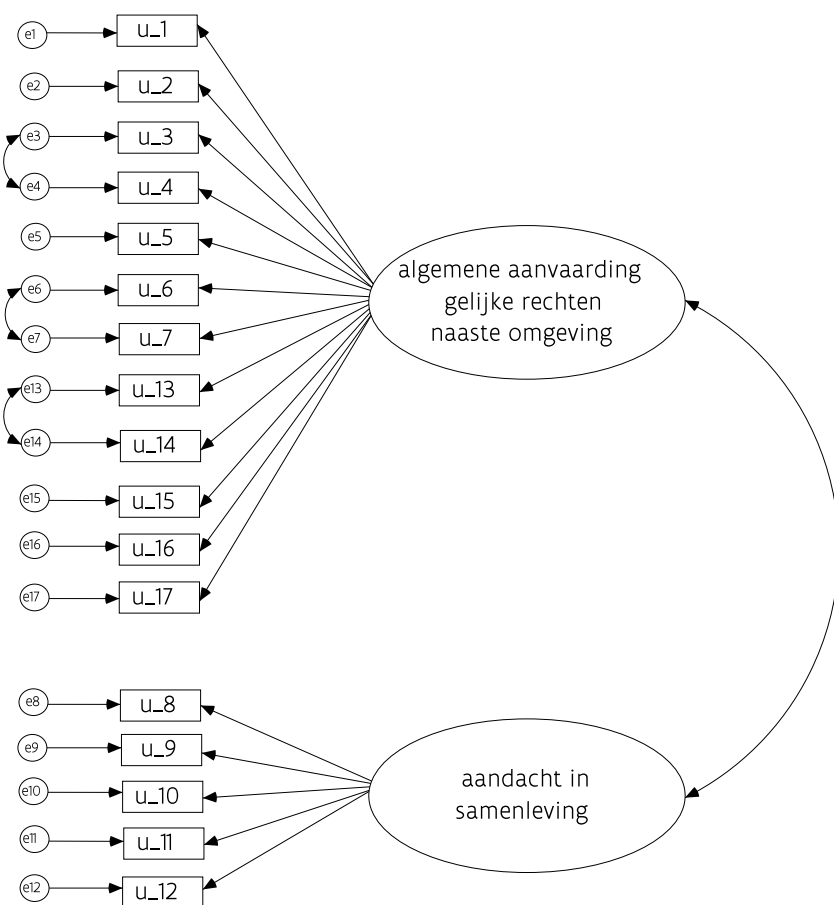 e1 u_1
e2 u_2
e3 u_3
e4 u_4
e5 u_5
e6 u_6
e7 u_7
e13 u_13
e14 u_14
e15 u_15
e16 u_16
e17 u_17
algemene aanvaarding
gelijke rechten
naaste omgeving
e8 u_8
e9 u_9
e10 u_10
e11 u_11
e12 u_12
aandacht in
samenleving